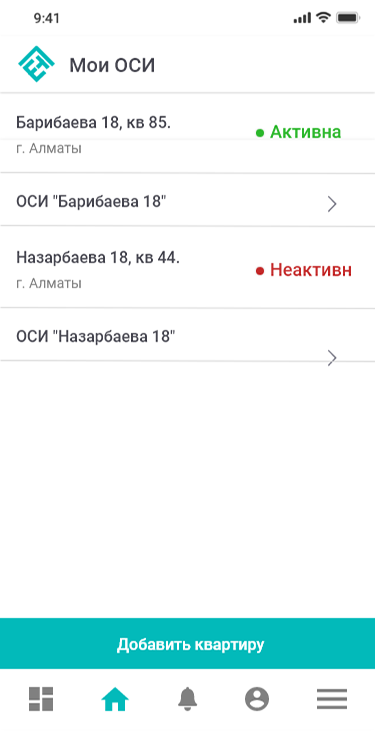 9:41
Мои ОСИ
Барибаева 18, кв 85.
Активна
г. Алматы
ОСИ "Барибаева 18"
Назарбаева 18, кв 44.
Неактивн
г. Алматы
ОСИ "Назарбаева 18"
Добавить квартиру